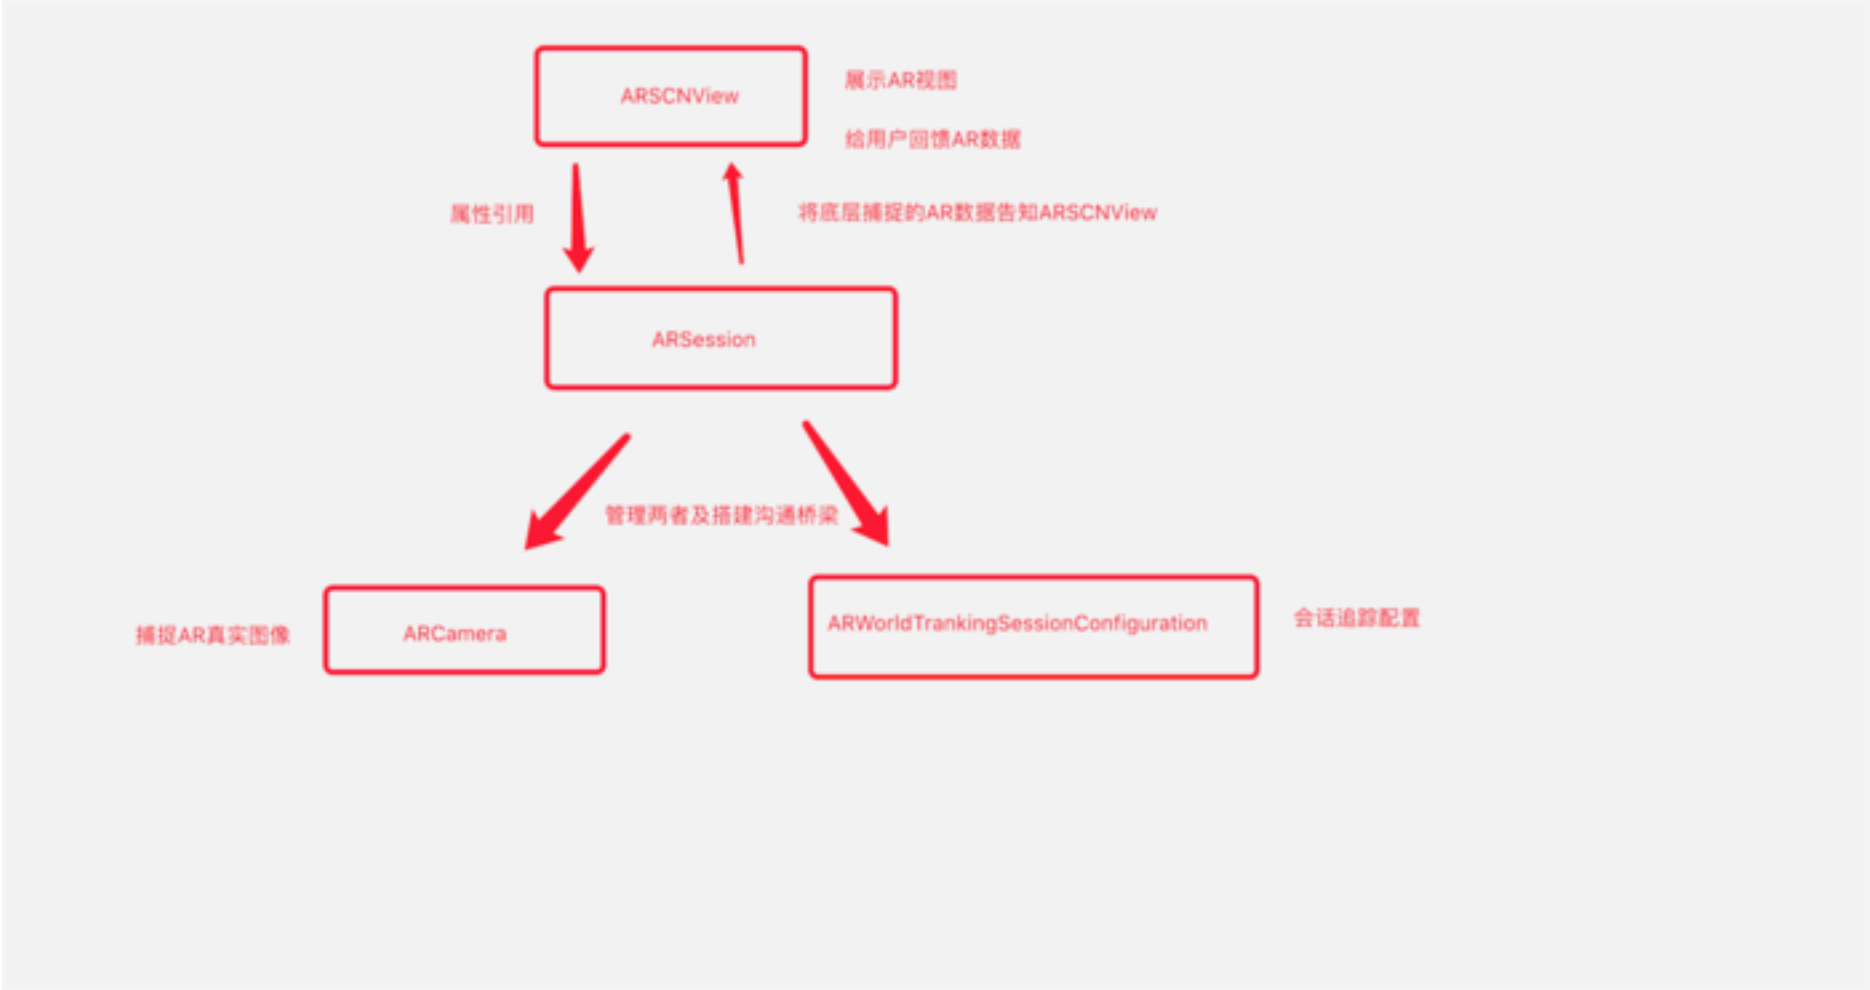 ARSCNView
展示AR视图
给用户回馈AR数据
属性引用
将底层捕捉的AR数据告知ARSCNView
ARSession
管理两者及搭建沟通桥梁
捕捉AR真实图像
ARCamera
ARWorldTrankingSessionConfiguration
会话追踪配置